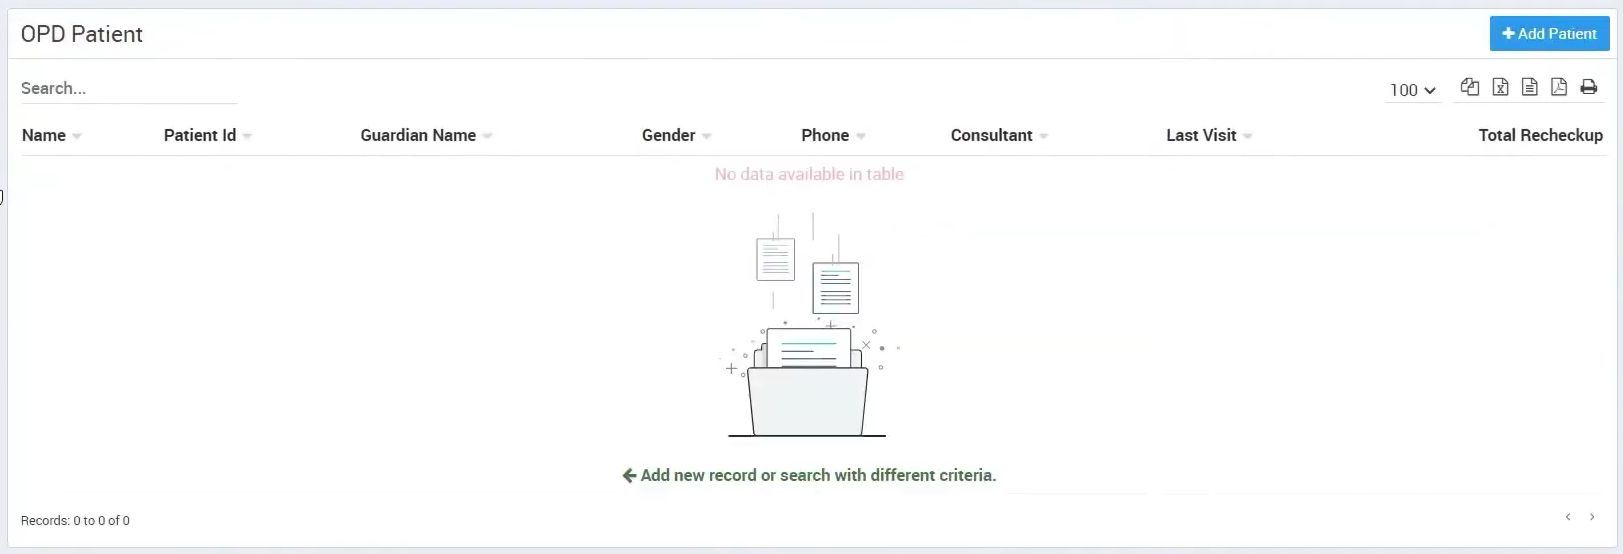 OPD Patient
Add Patient
Search...
100
Name Patient Id Guardian Name Gender Phone Consultant Last Visit Total Recheckup
No data available in table
Add new record or search with different criteria.
Records: 0 to 0 of 0